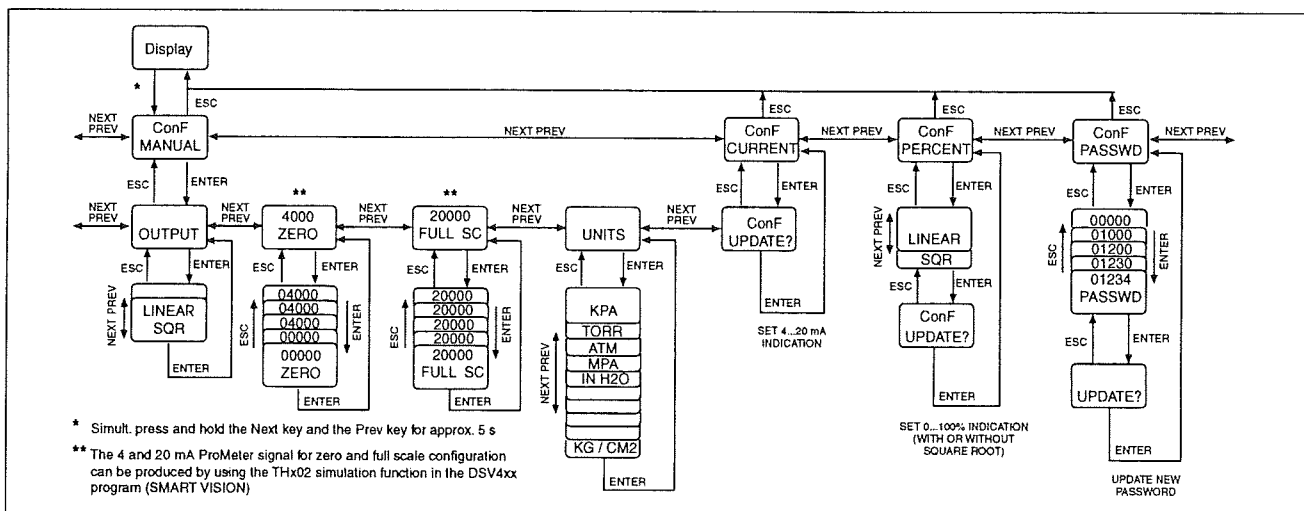 Display
*
ESC
ESC
ESC
ESC
NEXT PREV
ConF MANUAL
NEXT PREV
ConF CURRENT
NEXT PREV
ConF PERCENT
NEXT PREV
ConF PASSWD
NEXT PREV
ESC
ENTER
**
**
ESC
ENTER
ESC
ENTER
ESC
ENTER
NEXT PREV
OUTPUT
NEXT PREV
4000 ZERO
NEXT PREV
20000 FULL SC
NEXT PREV
UNITS
NEXT PREV
ConF UPDATE?
NEXT PREV
LINEAR
SQR
ESC
00000
01000
01200
01230
01234
PASSWD
ENTER
ESC
ENTER
ESC
ENTER
ESC
ENTER
ESC
ENTER
ENTER
ESC
ENTER
NEXT PREV
LINEAR
SQR
ESC
04000
04000
04000
00000
00000
ZERO
ENTER
ESC
20000
20000
20000
20000
20000
FULL SC
ENTER
NEXT PREV
KPA
TORR
ATM
MPA
IN H2O
KG / CM2
SET 4...20 mA
INDICATION
ConF UPDATE?
ESC
ENTER
UPDATE?
ENTER
ENTER
ENTER
ENTER
ENTER
ENTER
* Simult. press and hold the Next key and the Prev key for approx. 5 s
** The 4 and 20 mA ProMeter signal for zero and full scale configuration
can be produced by using the THx02 simulation function in the DSV4xx
program (SMART VISION)
SET 0...100% INDICATION
(WITH OR WITHOUT
SQUARE ROOT)
UPDATE NEW
PASSWORD